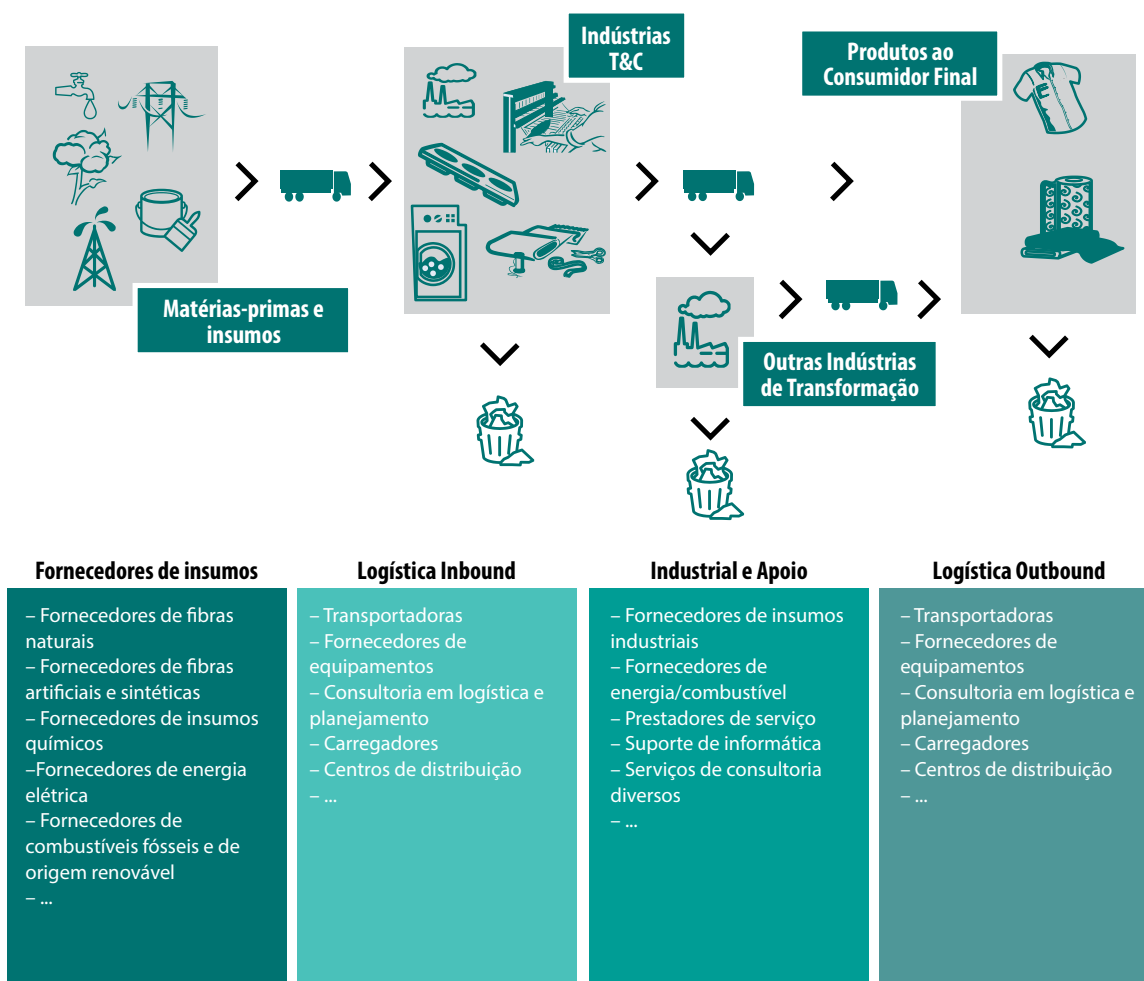 Indústrias
T&C
Produtos ao
Consumidor Final
Matérias-primas e
insumos
Outras Indústrias
de Transformação
Fornecedores de insumos
– Fornecedores de fibras
naturais
– Fornecedores de fibras
artificiais e sintéticas
– Fornecedores de insumos
químicos
–Fornecedores de energia
elétrica
– Fornecedores de
combustíveis fósseis e de
origem renovável
– ...
Logística Inbound
– Transportadoras
– Fornecedores de
equipamentos
– Consultoria em logística e
planejamento
– Carregadores
– Centros de distribuição
– ...
Industrial e Apoio
– Fornecedores de insumos
industriais
– Fornecedores de
energia/combustível
– Prestadores de serviço
– Suporte de informática
– Serviços de consultoria
diversos
– ...
Logística Outbound
– Transportadoras
– Fornecedores de
equipamentos
– Consultoria em logística e
planejamento
– Carregadores
– Centros de distribuição
– ...